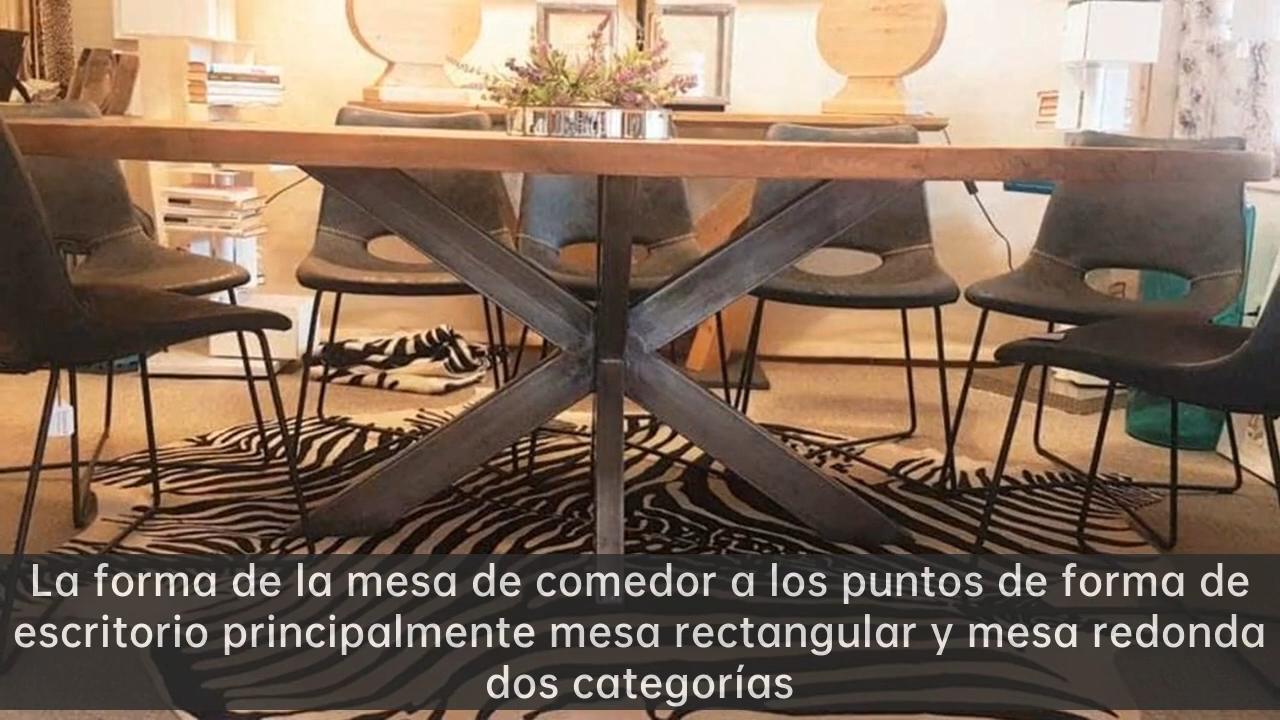 La forma de la mesa de comedor a los puntos de forma de
escritorio principalmente mesa rectangular y mesa redonda
dos categorías